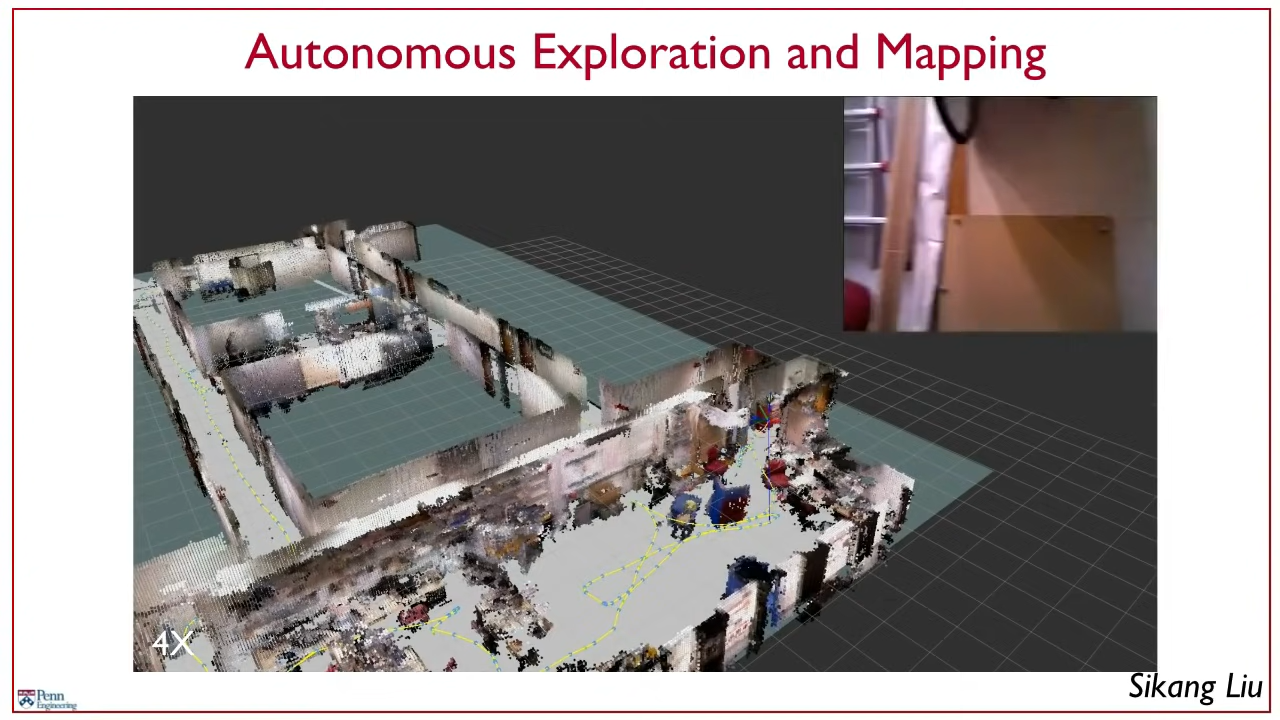 Autonomous Exploration and Mapping
4X
Sikang Liu
Penn
Engineering